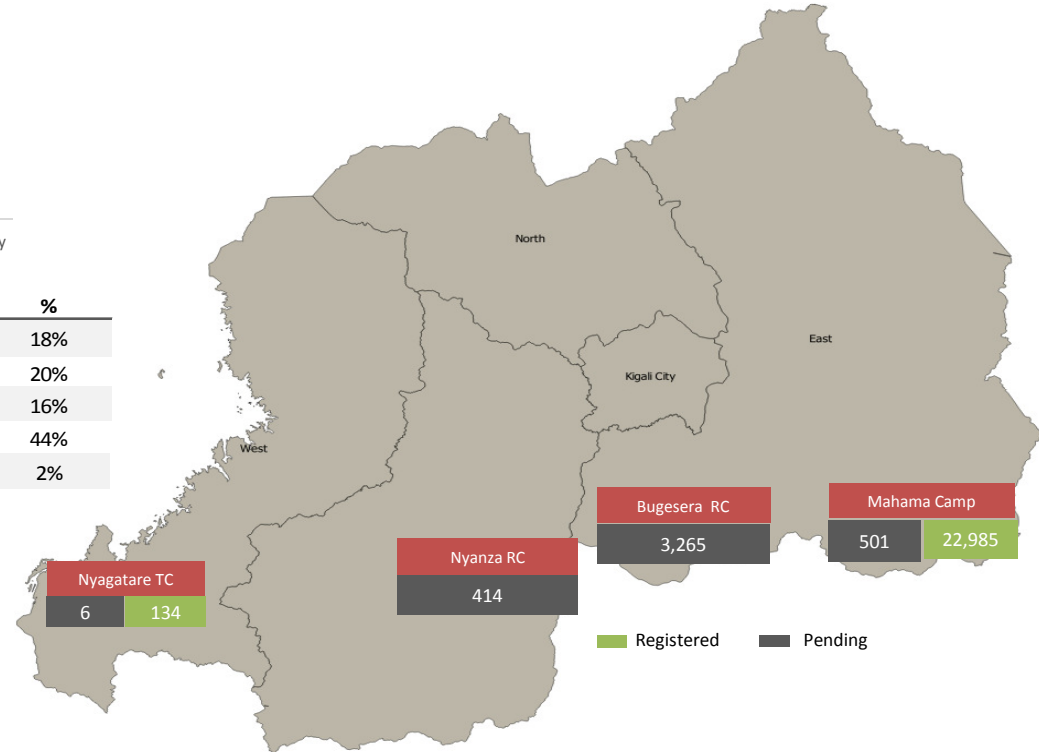 y
%
18%
20%
16%
44%
2%
North
East
Kigali City
West
Bugesera RC
3,265
Mahama Camp
501 22,985
Nyanza RC
414
Nyagatare TC
6 134
Registered Pending